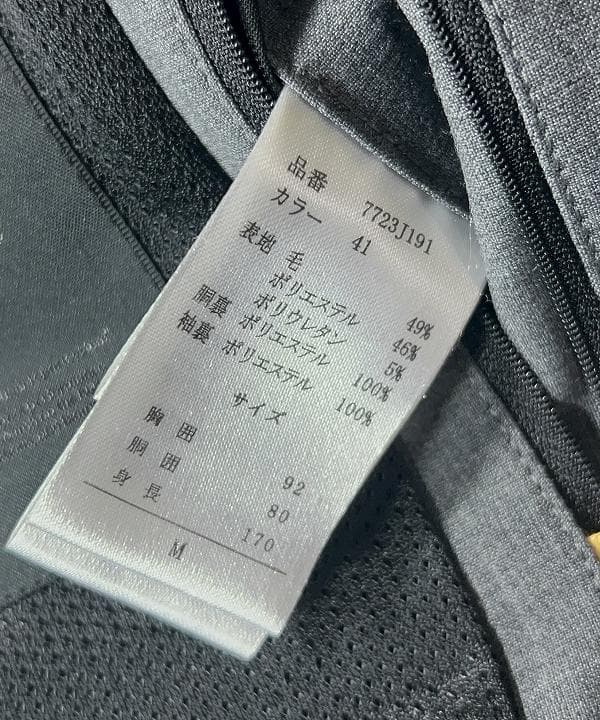 品番 7723J191
カラー 41
表地 毛 49%
ポリエステル 46%
ポリウレタン 5%
胴裏 ポリエステル 100%
袖裏 ポリエステル 100%
サイズ
胸囲 92
胴囲 80
身長 170
M